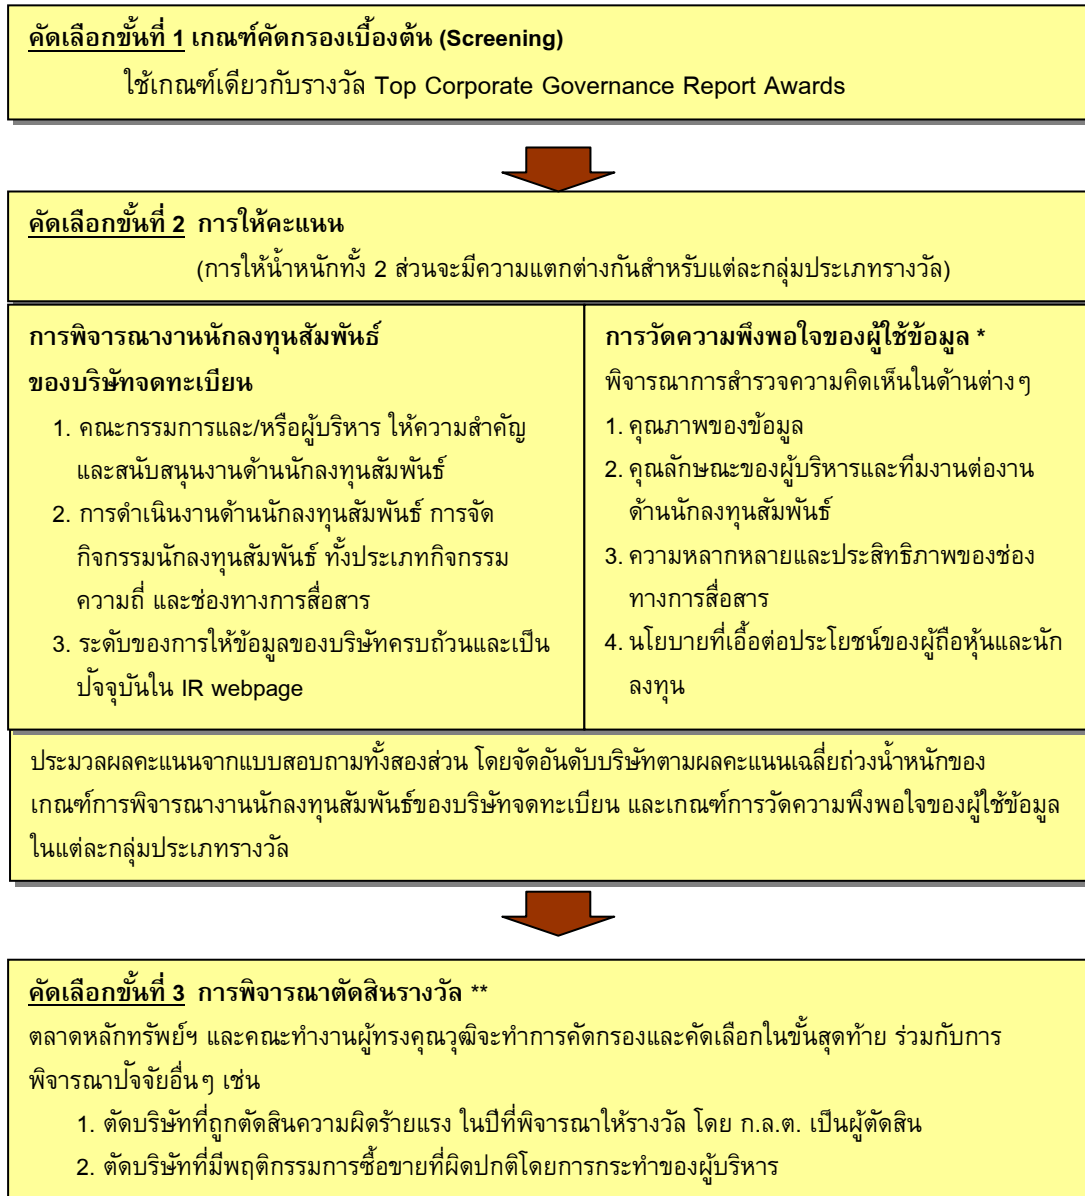 คัดเลือกขั้นที่ 1 เกณฑ์คัดกรองเบื้องต้น (Screening)
ใช้เกณฑ์เดียวกับรางวัล Top Corporate Governance Report Awards
คัดเลือกขั้นที่ 2 การให้คะแนน
(การให้น้ำหนักทั้ง 2 ส่วนจะมีความแตกต่างกันสำหรับแต่ละกลุ่มประเภทรางวัล)
การพิจารณางานนักลงทุนสัมพันธ์
ของบริษัทจดทะเบียน
1. คณะกรรมการและ/หรือผู้บริหาร ให้ความสำคัญ
และสนับสนุนงานด้านนักลงทุนสัมพันธ์
2. การดำเนินงานด้านนักลงทุนสัมพันธ์ การจัด
กิจกรรมนักลงทุนสัมพันธ์ ทั้งประเภทกิจกรรม
ความถี่ และช่องทางการสื่อสาร
3. ระดับของการให้ข้อมูลของบริษัทครบถ้วนและเป็น
ปัจจุบันใน IR webpage
การวัดความพึงพอใจของผู้ใช้ข้อมูล *
พิจารณาการสำรวจความคิดเห็นในด้านต่างๆ
1. คุณภาพของข้อมูล
2. คุณลักษณะของผู้บริหารและทีมงานต่องาน
ด้านนักลงทุนสัมพันธ์
3. ความหลากหลายและประสิทธิภาพของช่อง
ทางการสื่อสาร
4. นโยบายที่เอื้อต่อประโยชน์ของผู้ถือหุ้นและนัก
ลงทุน
ประมวลผลคะแนนจากแบบสอบถามทั้งสองส่วน โดยจัดอันดับบริษัทตามผลคะแนนเฉลี่ยถ่วงน้ำหนักของ
เกณฑ์การพิจารณางานนักลงทุนสัมพันธ์ของบริษัทจดทะเบียน และเกณฑ์การวัดความพึงพอใจของผู้ใช้ข้อมูล
ในแต่ละกลุ่มประเภทรางวัล
คัดเลือกขั้นที่ 3 การพิจารณาตัดสินรางวัล **
ตลาดหลักทรัพย์ฯ และคณะทำงานผู้ทรงคุณวุฒิจะทำการคัดกรองและคัดเลือกในขั้นสุดท้าย ร่วมกับการ
พิจารณาปัจจัยอื่นๆ เช่น
1. ตัดบริษัทที่ถูกตัดสินความผิดร้ายแรง ในปีที่พิจารณาให้รางวัล โดย ก.ล.ต. เป็นผู้ตัดสิน
2. ตัดบริษัทที่มีพฤติกรรมการซื้อขายที่ผิดปกติโดยการกระทำของผู้บริหาร